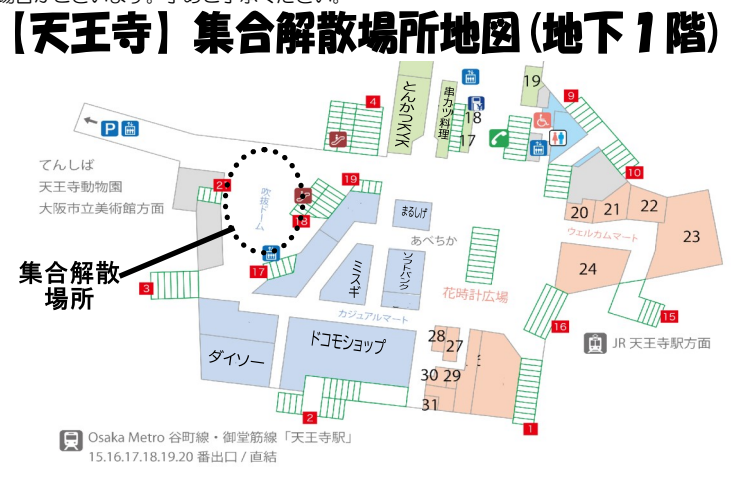 【天王寺】集合解散場所地図(地下1階)
4
とんかつKYK
串カツ料理
18
17
19
9
10
P
てんしば
天王寺動物園
大阪市立美術館方面
2
吹抜ドーム
19
18
まるしげ
あべちか
20
21
22
23
ウェルカムマート
24
集合解散
場所
3
17
ミスギ
ソフトバンク
花時計広場
カジュアルマート
16
15
JR 天王寺駅方面
ダイソー
ドコモショップ
28
27
30
29
31
2
1
Osaka Metro 谷町線・御堂筋線「天王寺駅」
15.16.17.18.19.20 番出口 / 直結